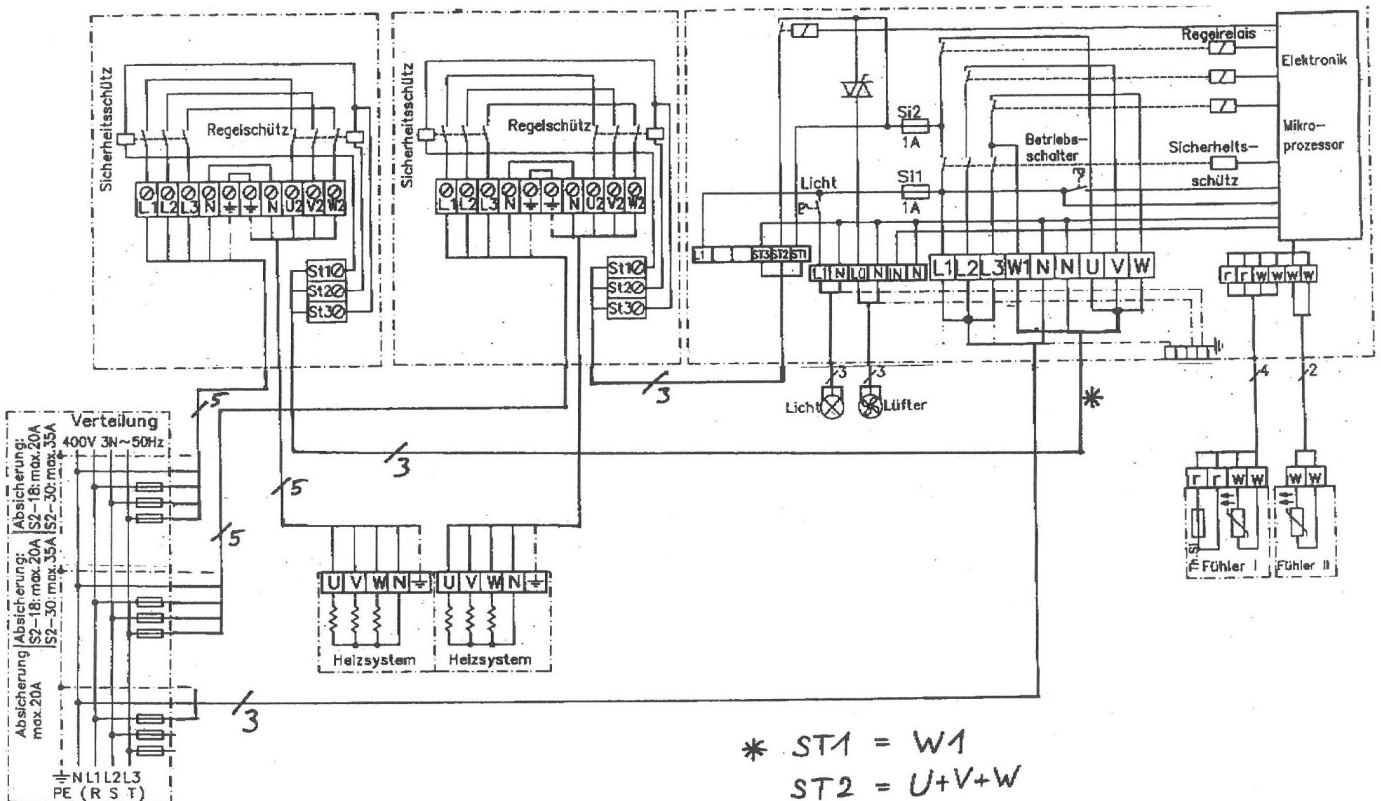 Sicherheitsschütz
Regelschütz
L1 L2 L3 N N U2 V2 W2
St1
St2
St3
Sicherheitsschütz
Regelschütz
L1 L2 L3 N N U2 V2 W2
St1
St2
St3
Regelrelais
Elektronik
Mikro-
prozessor
Si2
1A
Betriebs-
schalter
Sicherheits-
schütz
Licht
Si1
1A
L1 ST3 ST2 ST1
L1 N L0 N IN N
L1 L2 L3 W1 N N U V W
r r w w w w
3
3
3
4
2
Licht
Lüfter
*
5
Verteilung
400V 3N~50Hz
Absicherung:
S2-18: max.20A
S2-30: max.35A
Absicherung:
S2-18: max.20A
S2-30: max.35A
Absicherung
max.20A
5
5
3
U V W N
U V W N
Heizsystem
Heizsystem
r r w w
w w
Fühler I
Fühler II
3
N L1 L2 L3
PE (R S T)
* ST1 = W1
ST2 = U+V+W